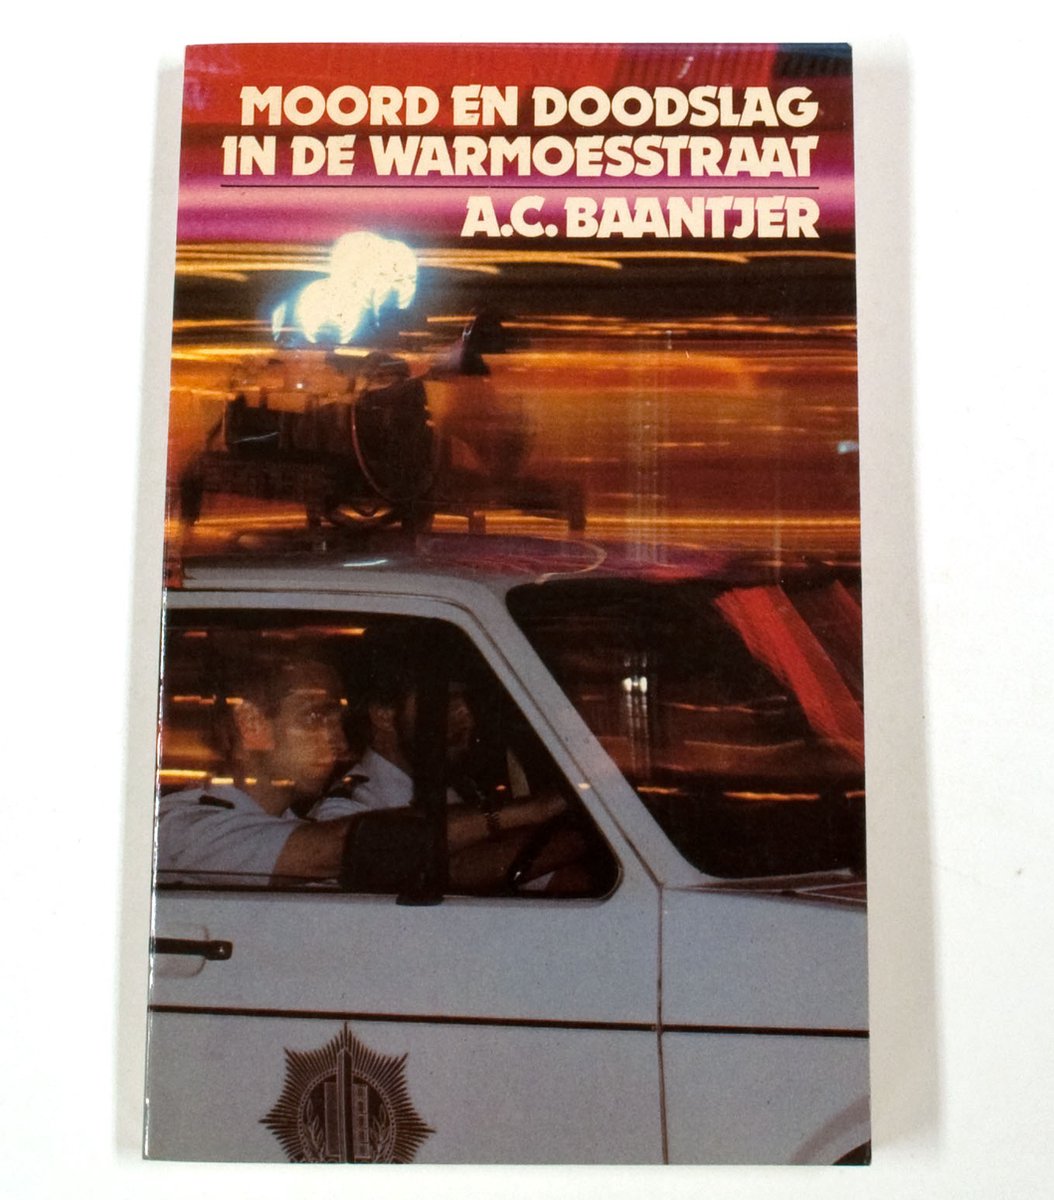 MOORD EN DOODSLAG
IN DE WARMOESSTRAAT
A.C. BAANTJER